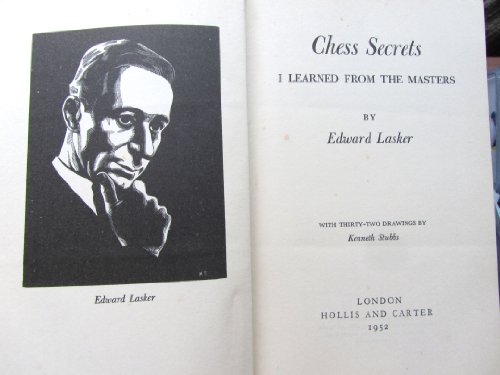 Edward Lasker
Chess Secrets
I LEARNED FROM THE MASTERS
BY
Edward Lasker
WITH THIRTY-TWO DRAWINGS BY
Kenneth Stubbs
LONDON
HOLLIS AND CARTER
1952